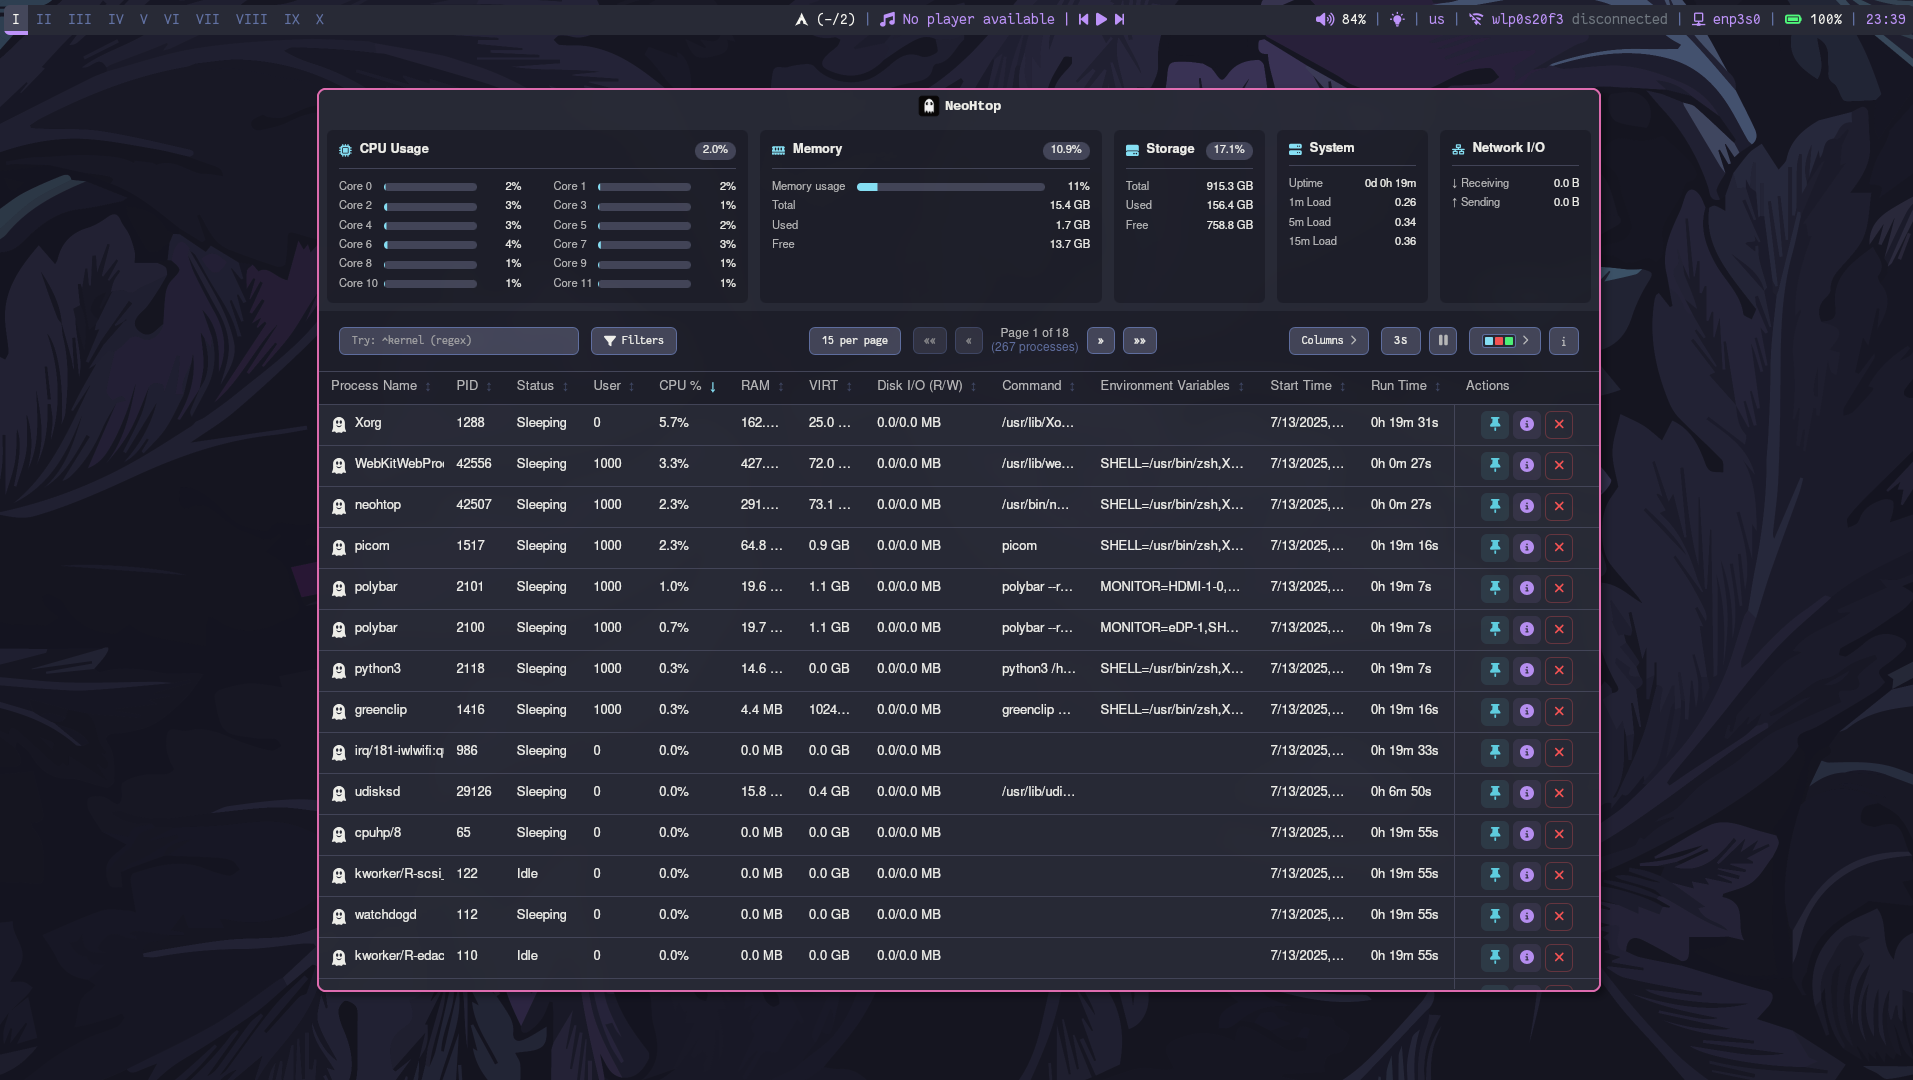 I II III IV V VI VII VIII IX X (-/2) | No player available | 84% | | us | wlp0s20f3 disconnected | enp3s0 | 100% | 23:39
NeoHtop
CPU Usage 2.0%
Core 0 2% Core 1 2%
Core 2 3% Core 3 1%
Core 4 3% Core 5 2%
Core 6 4% Core 7 3%
Core 8 1% Core 9 1%
Core 10 1% Core 11 1%
Memory 10.9%
Memory usage 11%
Total 15.4 GB
Used 1.7 GB
Free 13.7 GB
Storage 17.1%
Total 915.3 GB
Used 156.4 GB
Free 758.8 GB
System
Uptime 0d 0h 19m
1m Load 0.26
5m Load 0.34
15m Load 0.36
Network I/O
↓ Receiving 0.0 B
↑ Sending 0.0 B
Try: ^kernel (regex) Filters 15 per page «« « Page 1 of 18 » »» Columns 3s i
(267 processes)
Process Name ↕ PID ↕ Status ↕ User ↕ CPU % ↓ RAM ↕ VIRT ↕ Disk I/O (R/W) ↕ Command ↕ Environment Variables ↕ Start Time ↕ Run Time ↕ Actions
Xorg 1288 Sleeping 0 5.7% 162.... 25.0 ... 0.0/0.0 MB /usr/lib/Xo... 7/13/2025,... 0h 19m 31s
WebKitWebProc 42556 Sleeping 1000 3.3% 427.... 72.0 ... 0.0/0.0 MB /usr/lib/we... SHELL=/usr/bin/zsh,X... 7/13/2025,... 0h 0m 27s
neohtop 42507 Sleeping 1000 2.3% 291.... 73.1 ... 0.0/0.0 MB /usr/bin/n... SHELL=/usr/bin/zsh,X... 7/13/2025,... 0h 0m 27s
picom 1517 Sleeping 1000 2.3% 64.8 ... 0.9 GB 0.0/0.0 MB picom SHELL=/usr/bin/zsh,X... 7/13/2025,... 0h 19m 16s
polybar 2101 Sleeping 1000 1.0% 19.6 ... 1.1 GB 0.0/0.0 MB polybar --r... MONITOR=HDMI-1-0,... 7/13/2025,... 0h 19m 7s
polybar 2100 Sleeping 1000 0.7% 19.7 ... 1.1 GB 0.0/0.0 MB polybar --r... MONITOR=eDP-1,SH... 7/13/2025,... 0h 19m 7s
python3 2118 Sleeping 1000 0.3% 14.6 ... 0.0 GB 0.0/0.0 MB python3 /h... SHELL=/usr/bin/zsh,X... 7/13/2025,... 0h 19m 7s
greenclip 1416 Sleeping 1000 0.3% 4.4 MB 1024... 0.0/0.0 MB greenclip ... SHELL=/usr/bin/zsh,X... 7/13/2025,... 0h 19m 16s
irq/181-iwlwifi:q 986 Sleeping 0 0.0% 0.0 MB 0.0 GB 0.0/0.0 MB 7/13/2025,... 0h 19m 33s
udisksd 29126 Sleeping 0 0.0% 15.8 ... 0.4 GB 0.0/0.0 MB /usr/lib/udi... 7/13/2025,... 0h 6m 50s
cpuhp/8 65 Sleeping 0 0.0% 0.0 MB 0.0 GB 0.0/0.0 MB 7/13/2025,... 0h 19m 55s
kworker/R-scsi_ 122 Idle 0 0.0% 0.0 MB 0.0 GB 0.0/0.0 MB 7/13/2025,... 0h 19m 55s
watchdogd 112 Sleeping 0 0.0% 0.0 MB 0.0 GB 0.0/0.0 MB 7/13/2025,... 0h 19m 55s
kworker/R-edac 110 Idle 0 0.0% 0.0 MB 0.0 GB 0.0/0.0 MB 7/13/2025,... 0h 19m 55s